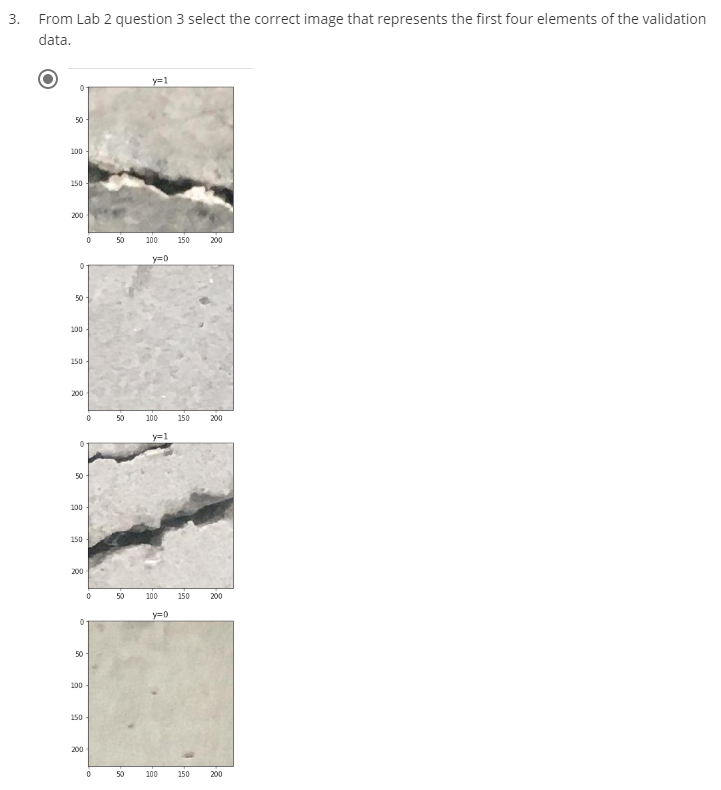 3. From Lab 2 question 3 select the correct image that represents the first four elements of the validation
data.
y=1
0
50
100
150
200
0 50 100 150 200
y=0
0
50
100
150
200
0 50 100 150 200
y=1
0
50
100
150
200
0 50 100 150 200
y=0
0
50
100
150
200
0 50 100 150 200